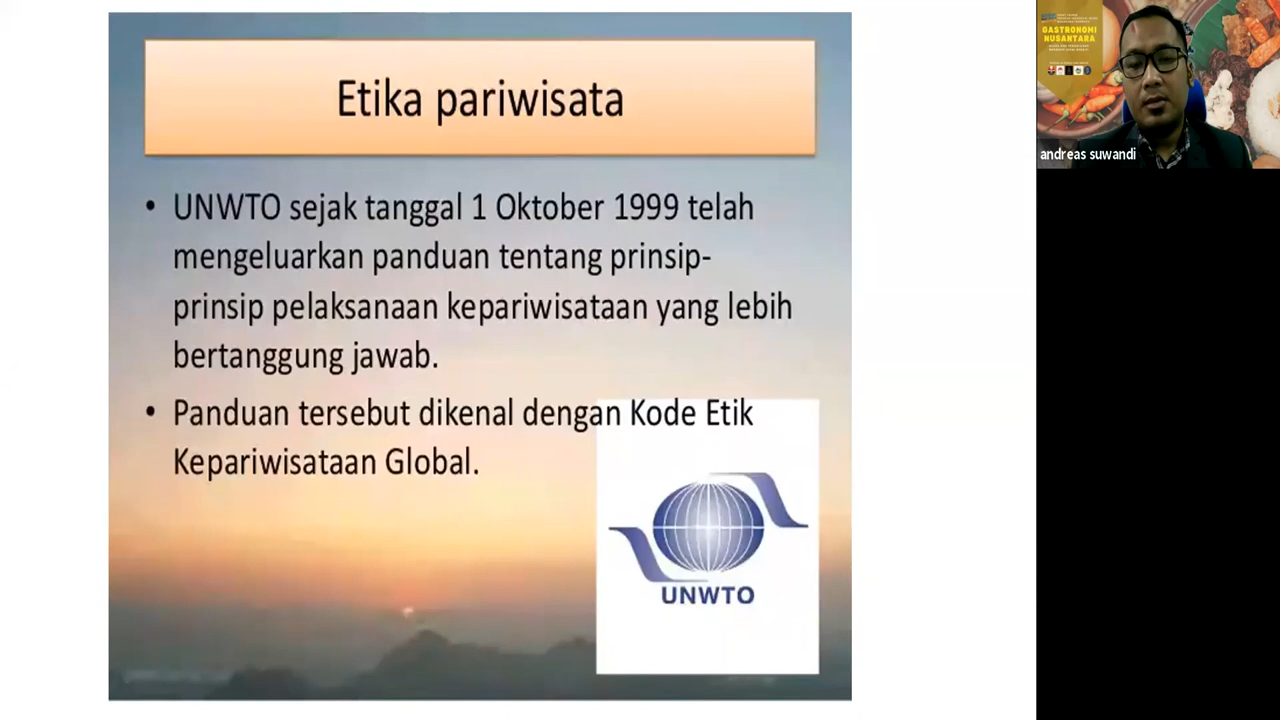 Etika pariwisata
• UNWTO sejak tanggal 1 Oktober 1999 telah
mengeluarkan panduan tentang prinsip-
prinsip pelaksanaan kepariwisataan yang lebih
bertanggung jawab.
• Panduan tersebut dikenal dengan Kode Etik
Kepariwisataan Global.
UNWTO
GASTRONOMI
NUSANTARA
andreas suwandi